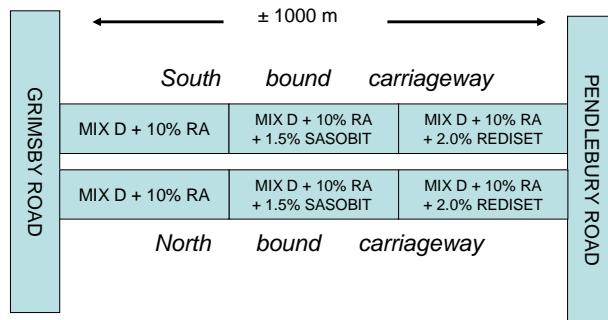 ± 1000 m
South bound carriageway
GRIMSBY ROAD
MIX D + 10% RA
MIX D + 10% RA
+ 1.5% SASOBIT
MIX D + 10% RA
+ 2.0% REDISET
PENDLEBURY ROAD
MIX D + 10% RA
MIX D + 10% RA
+ 1.5% SASOBIT
MIX D + 10% RA
+ 2.0% REDISET
North bound carriageway